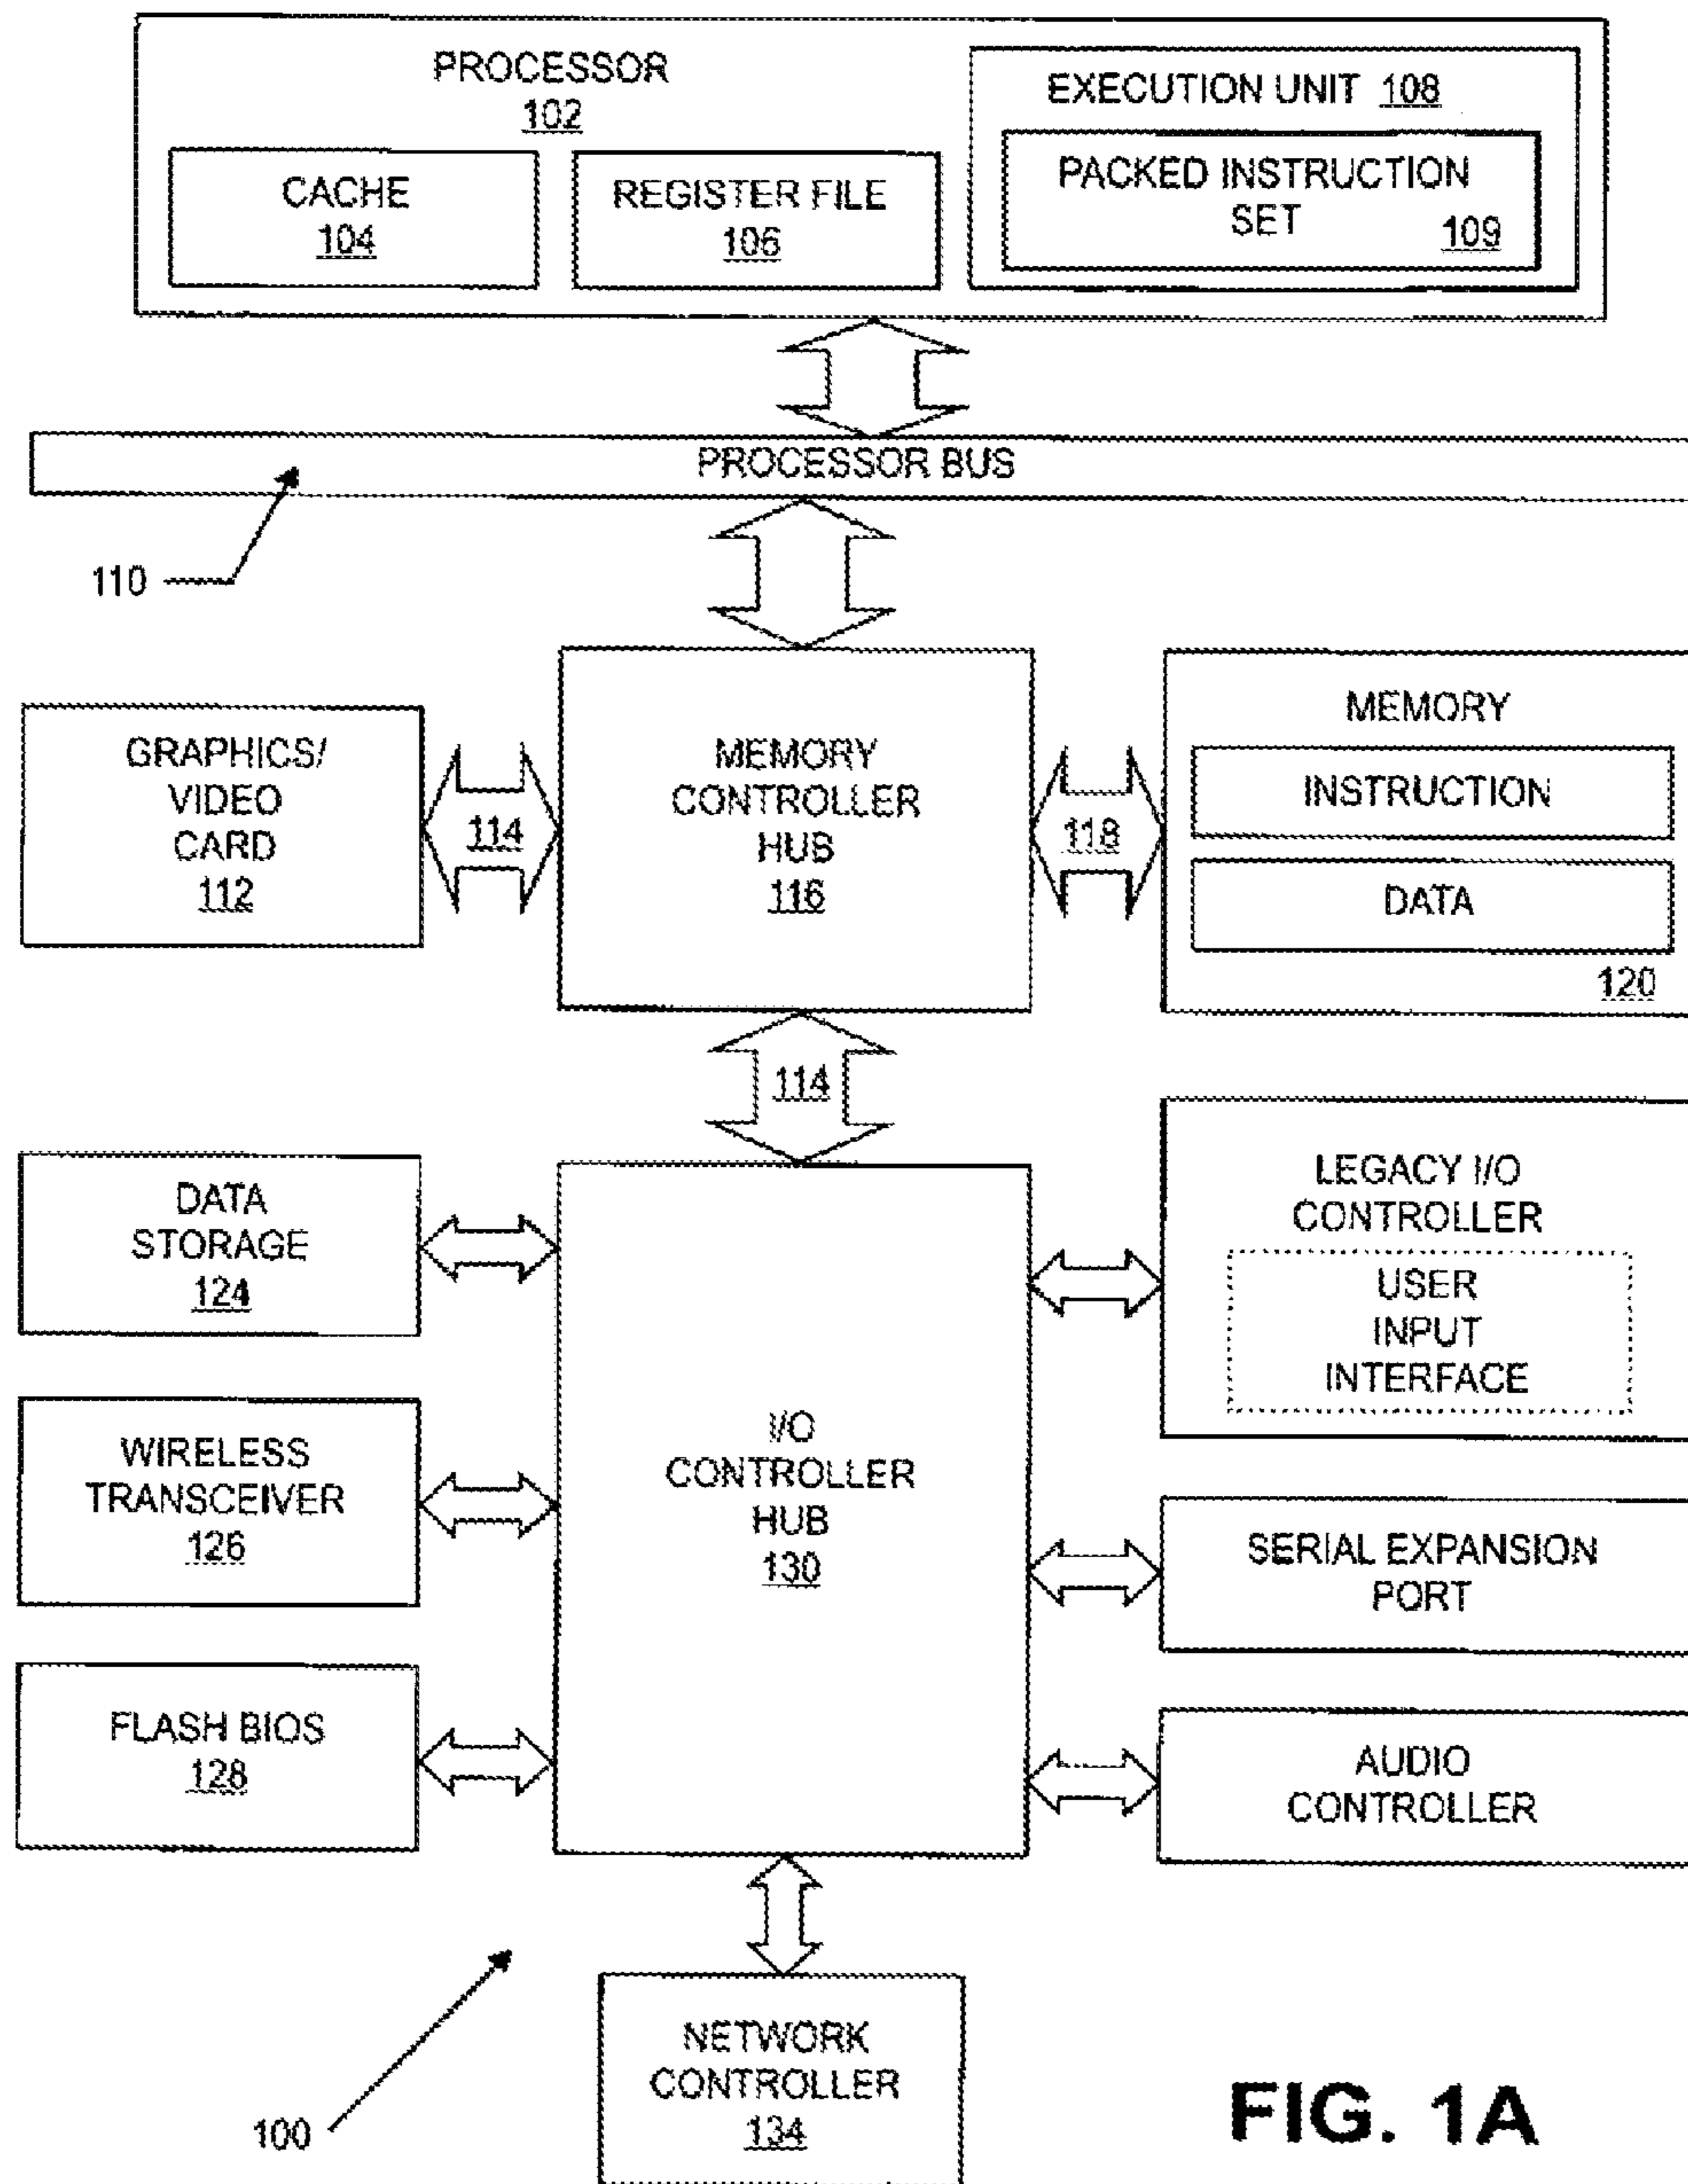 PROCESSOR
102
CACHE
104
REGISTER FILE
106
EXECUTION UNIT 108
PACKED INSTRUCTION
SET
109
PROCESSOR BUS
110
GRAPHICS/
VIDEO
CARD
112
114
MEMORY
CONTROLLER
HUB
116
118
MEMORY
INSTRUCTION
DATA
120
114
DATA
STORAGE
124
LEGACY I/O
CONTROLLER
USER
INPUT
INTERFACE
WIRELESS
TRANSCEIVER
126
I/O
CONTROLLER
HUB
130
SERIAL EXPANSION
PORT
FLASH BIOS
128
AUDIO
CONTROLLER
NETWORK
CONTROLLER
134
100
FIG. 1A